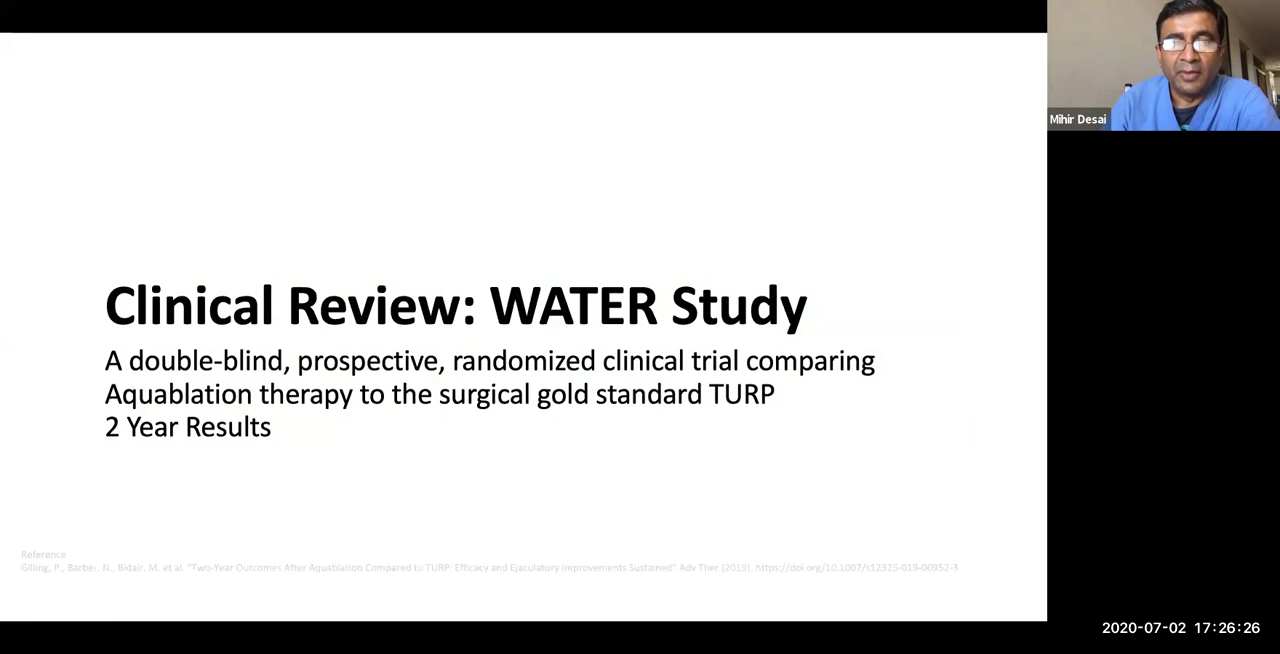 Clinical Review: WATER Study
A double-blind, prospective, randomized clinical trial comparing
Aquablation therapy to the surgical gold standard TURP
2 Year Results
Reference
Gilling, P., Barber, N., Bidair, M. et al. "Two-Year Outcomes After Aquablation Compared to TURP: Efficacy and Ejaculatory Improvements Sustained" Adv Ther (2019). https://doi.org/10.1007/s12325-019-00952-3
Mihir Desai
2020-07-02 17:26:26